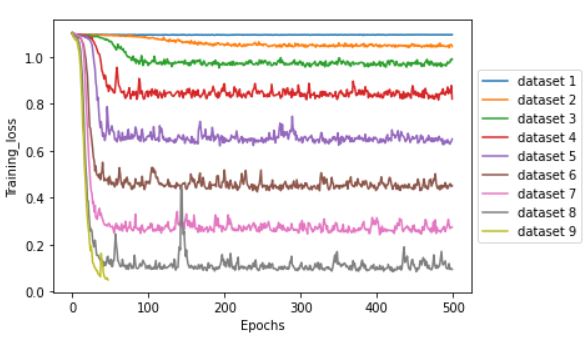 1.0
0.8
0.6
0.4
0.2
0.0
Training_loss
0 100 200 300 400 500
Epochs
dataset 1
dataset 2
dataset 3
dataset 4
dataset 5
dataset 6
dataset 7
dataset 8
dataset 9